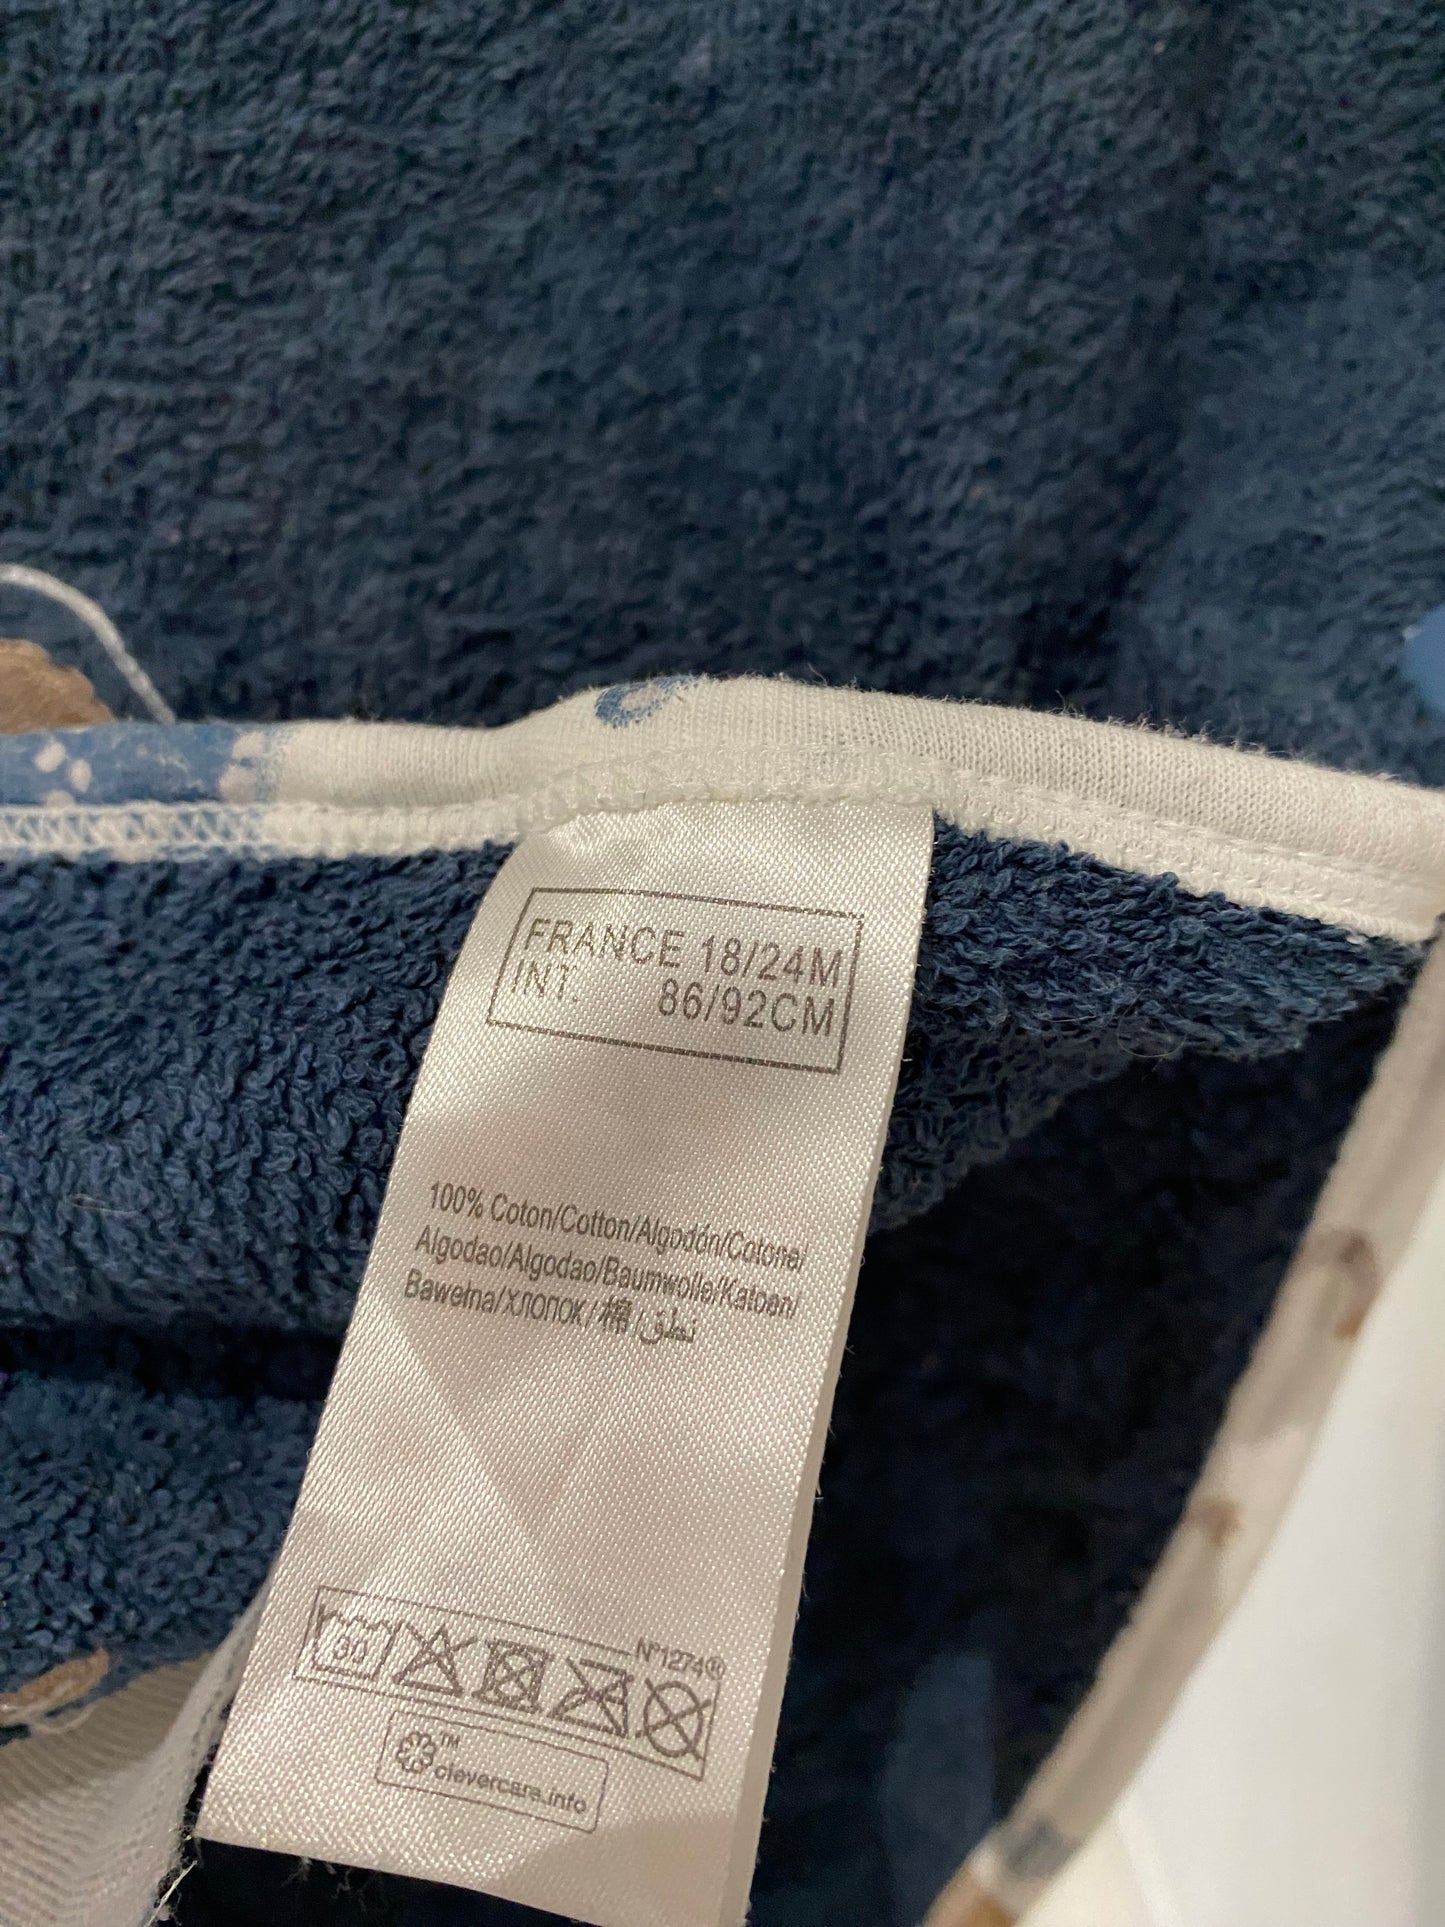 FRANCE 18/24M
INT. 86/92CM
100% Coton/Cotton/Algodón/Cotone/
Algodao/Algodao/Baumwolle/Katoen/
Bawełna/хлопок/棉/نطق
N°1274®
30
™
clevercare.info